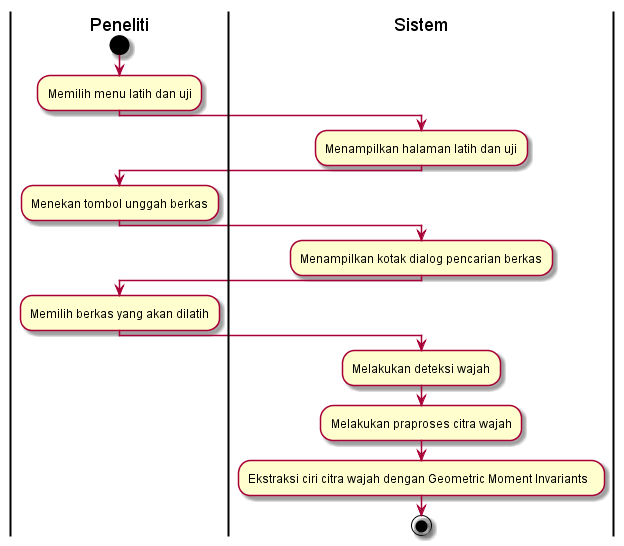 Peneliti
Sistem
Memilih menu latih dan uji
Menampilkan halaman latih dan uji
Menekan tombol unggah berkas
Menampilkan kotak dialog pencarian berkas
Memilih berkas yang akan dilatih
Melakukan deteksi wajah
Melakukan praproses citra wajah
Ekstraksi ciri citra wajah dengan Geometric Moment Invariants